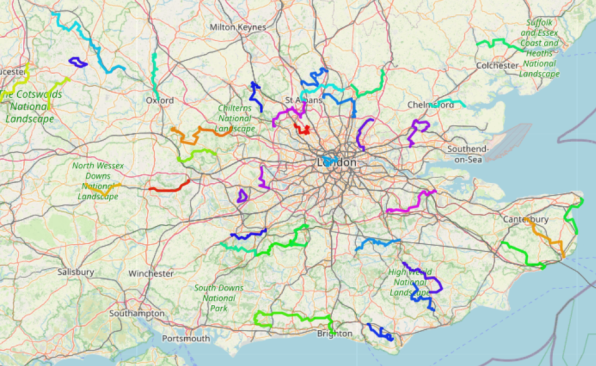 Milton Keynes
Suffolk
and Essex
Coast and
Heaths
National
Landscape
Colchester
The Cotswolds
National
Landscape
Oxford
Chilterns
National
Landscape
St Albans
Chelmsford
Southend
-on-Sea
London
North Wessex
Downs
National
Landscape
Canterbury
Salisbury
Winchester
South Downs
National
Park
High Weald
National
Landscape
Southampton
Portsmouth
Brighton